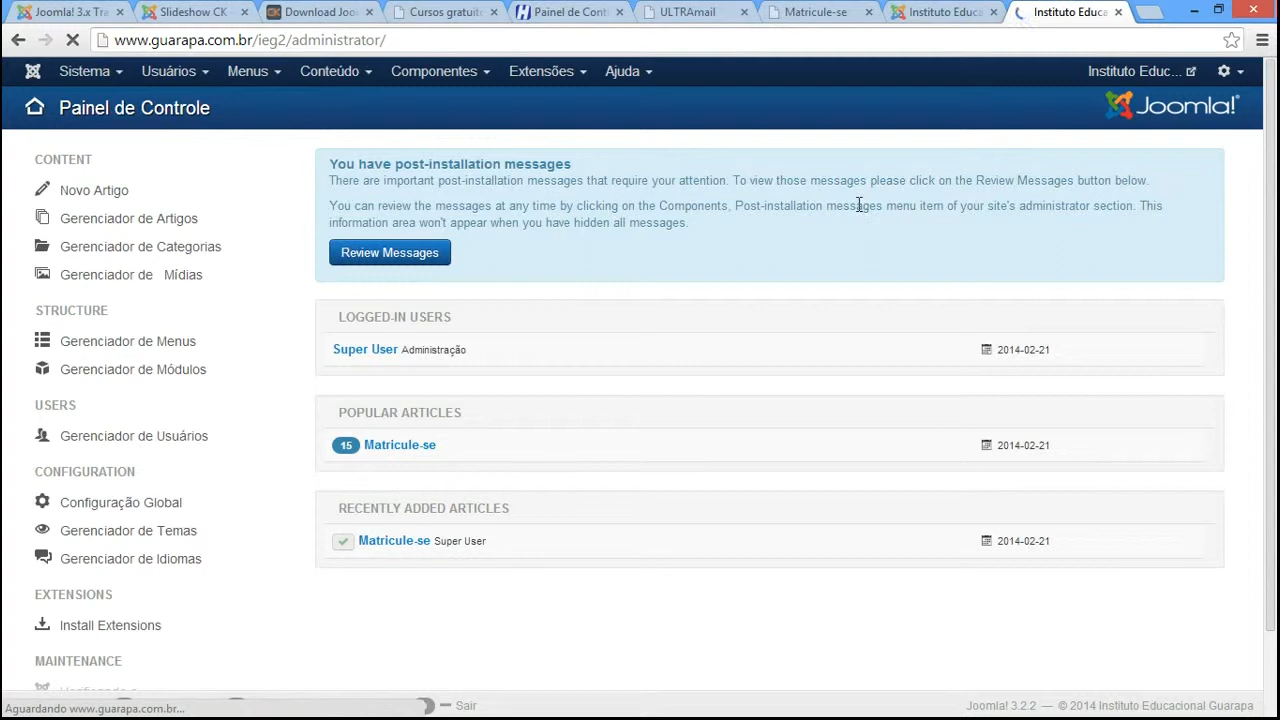 Joomla! 3.x Tra
Slideshow CK -
Download Joo
Cursos gratuit
Painel de Cont
ULTRAmail
Matricule-se
Instituto Educa
Instituto Educa
www.guarapa.com.br/ieg2/administrator/
Sistema Usuários Menus Conteúdo Componentes Extensões Ajuda Instituto Educ...
Painel de Controle
Joomla!
CONTENT
Novo Artigo
Gerenciador de Artigos
Gerenciador de Categorias
Gerenciador de Mídias
STRUCTURE
Gerenciador de Menus
Gerenciador de Módulos
USERS
Gerenciador de Usuários
CONFIGURATION
Configuração Global
Gerenciador de Temas
Gerenciador de Idiomas
EXTENSIONS
Install Extensions
MAINTENANCE
You have post-installation messages
There are important post-installation messages that require your attention. To view those messages please click on the Review Messages button below.
You can review the messages at any time by clicking on the Components, Post-installation messages menu item of your site's administrator section. This
information area won't appear when you have hidden all messages.
Review Messages
LOGGED-IN USERS
Super User Administração 2014-02-21
POPULAR ARTICLES
15 Matricule-se 2014-02-21
RECENTLY ADDED ARTICLES
Matricule-se Super User 2014-02-21
Aguardando www.guarapa.com.br...
Sair
Joomla! 3.2.2 — © 2014 Instituto Educacional Guarapa